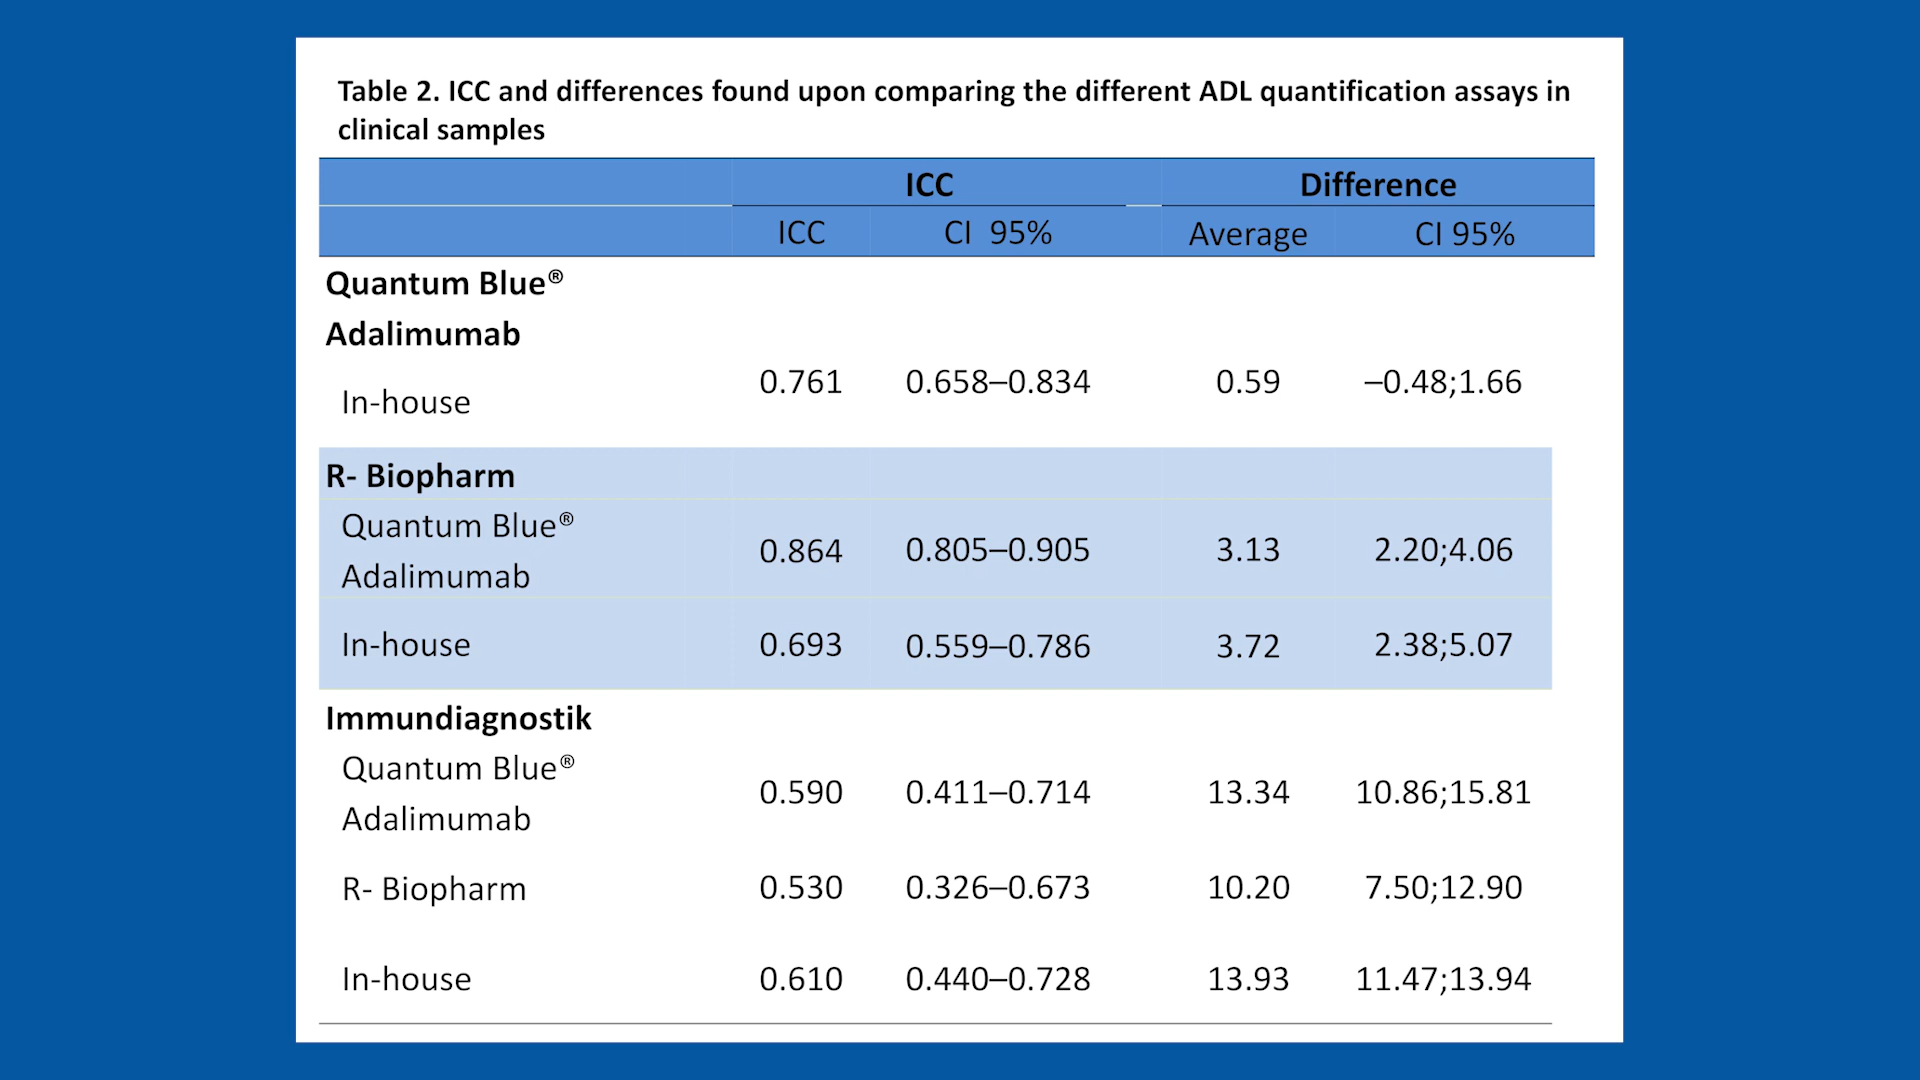 Table 2. ICC and differences found upon comparing the different ADL quantification assays in
clinical samples
ICC Difference
ICC CI 95% Average CI 95%
Quantum Blue®
Adalimumab
In-house 0.761 0.658–0.834 0.59 –0.48;1.66
R- Biopharm
Quantum Blue®
Adalimumab 0.864 0.805–0.905 3.13 2.20;4.06
In-house 0.693 0.559–0.786 3.72 2.38;5.07
Immundiagnostik
Quantum Blue®
Adalimumab 0.590 0.411–0.714 13.34 10.86;15.81
R- Biopharm 0.530 0.326–0.673 10.20 7.50;12.90
In-house 0.610 0.440–0.728 13.93 11.47;13.94